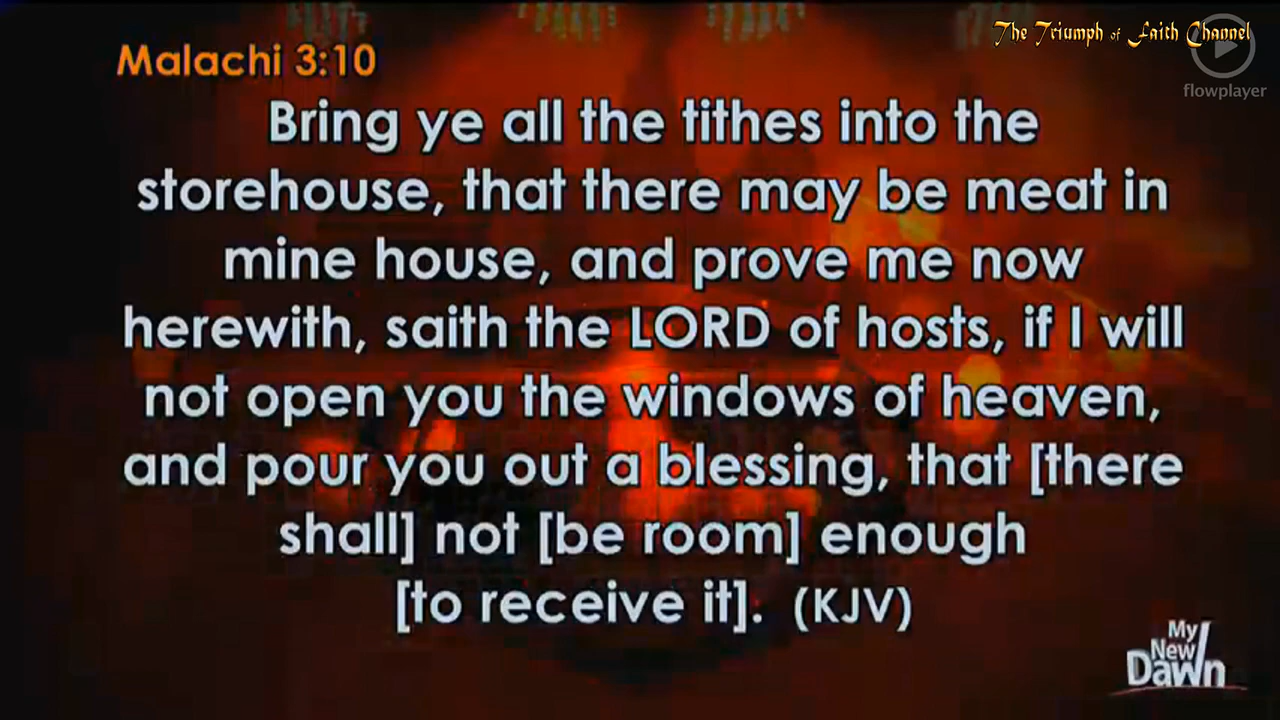 The Triumph of Faith Channel
flowplayer
Malachi 3:10
Bring ye all the tithes into the
storehouse, that there may be meat in
mine house, and prove me now
herewith, saith the LORD of hosts, if I will
not open you the windows of heaven,
and pour you out a blessing, that [there
shall] not [be room] enough
[to receive it]. (KJV)
My
New
Dawn